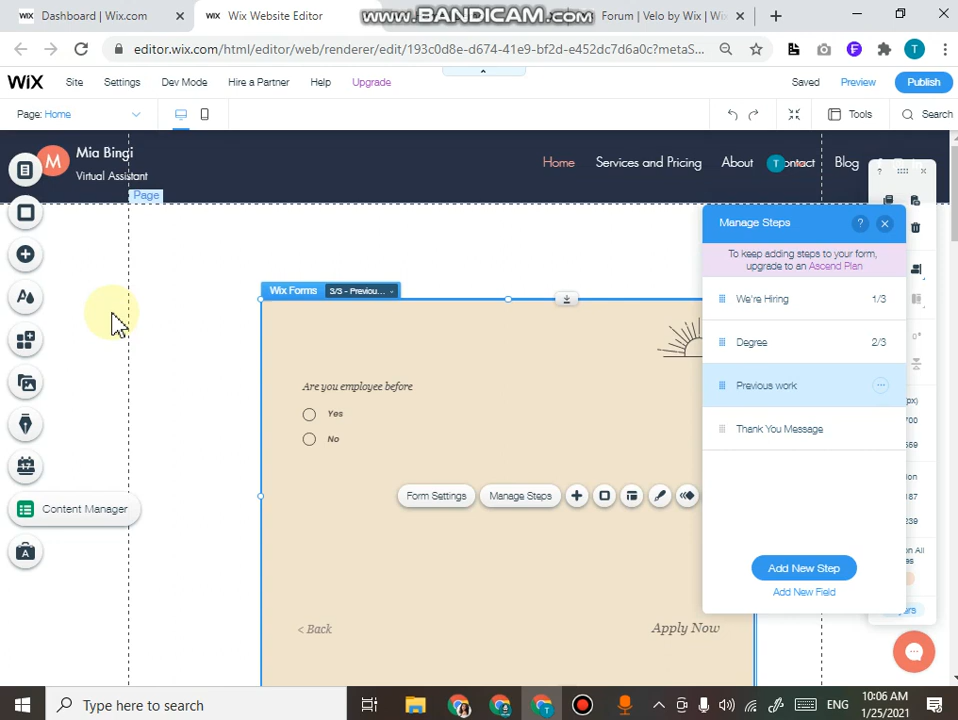 WiX Dashboard | Wix.com
WiX Wix Website Editor
WWW.BANDICAM.COM
Forum | Velo by Wix | Wi
editor.wix.com/html/editor/web/renderer/edit/193c0d8e-d674-41e9-bf2d-e452dc7d6a0c?metaS...
T
WiX Site Settings Dev Mode Hire a Partner Help Upgrade Saved Preview Publish
Page: Home Tools Search
M Mia Bingi
Virtual Assistant
Home Services and Pricing About T Contact Blog
Page
Manage Steps ?
To keep adding steps to your form,
upgrade to an Ascend Plan
We're Hiring 1/3
Degree 2/3
Previous work ...
Thank You Message
Add New Step
Add New Field
Wix Forms 3/3 - Previou...
Are you employee before
Yes
No
Form Settings Manage Steps
< Back Apply Now
Content Manager
Type here to search
ENG
10:06 AM
1/25/2021